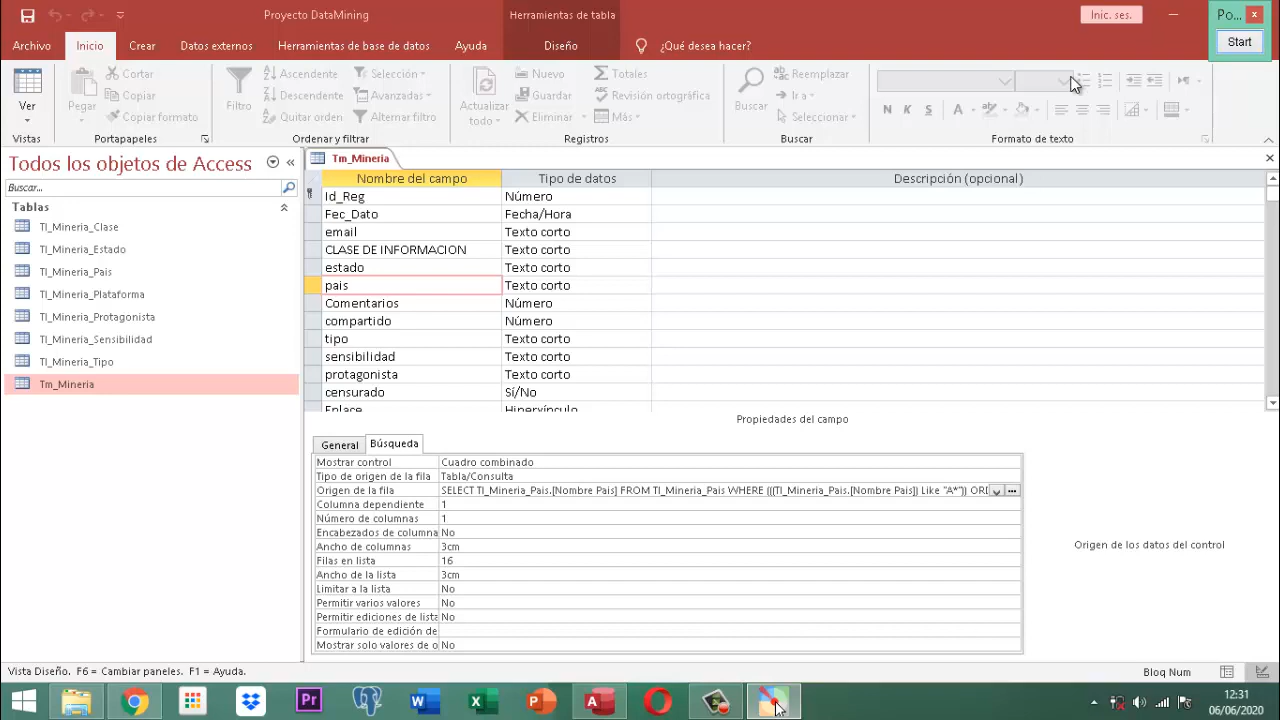 Proyecto DataMining
Herramientas de tabla
Inic. ses.
Po...
Start
Archivo
Inicio
Crear
Datos externos
Herramientas de base de datos
Ayuda
Diseño
¿Qué desea hacer?
Ver
Pegar
Cortar
Copiar
Copiar formato
Filtro
Ascendente
Descendente
Quitar orden
Selección
Avanzadas
Alternar filtro
Actualizar todo
Nuevo
Guardar
Eliminar
Totales
Revisión ortográfica
Más
Buscar
Reemplazar
Ir a
Seleccionar
N K S
A
Vistas
Portapapeles
Ordenar y filtrar
Registros
Buscar
Formato de texto
Todos los objetos de Access
Buscar...
Tablas
Tl_Mineria_Clase
Tl_Mineria_Estado
Tl_Mineria_Pais
Tl_Mineria_Plataforma
Tl_Mineria_Protagonista
Tl_Mineria_Sensibilidad
Tl_Mineria_Tipo
Tm_Mineria
Tm_Mineria
Nombre del campo Tipo de datos Descripción (opcional)
Id_Reg Número
Fec_Dato Fecha/Hora
email Texto corto
CLASE DE INFORMACION Texto corto
estado Texto corto
pais Texto corto
Comentarios Número
compartido Número
tipo Texto corto
sensibilidad Texto corto
protagonista Texto corto
censurado Sí/No
Enlace Hipervínculo
Propiedades del campo
General
Búsqueda
Mostrar control Cuadro combinado
Tipo de origen de la fila Tabla/Consulta
Origen de la fila SELECT Tl_Mineria_Pais.[Nombre Pais] FROM Tl_Mineria_Pais WHERE (((Tl_Mineria_Pais.[Nombre Pais]) Like "A*")) ORI
Columna dependiente 1
Número de columnas 1
Encabezados de columna No
Ancho de columnas 3cm
Filas en lista 16
Ancho de la lista 3cm
Limitar a la lista No
Permitir varios valores No
Permitir ediciones de lista No
Formulario de edición de
Mostrar solo valores de o No
Origen de los datos del control
Vista Diseño. F6 = Cambiar paneles. F1 = Ayuda.
Bloq Num
12:31
06/06/2020